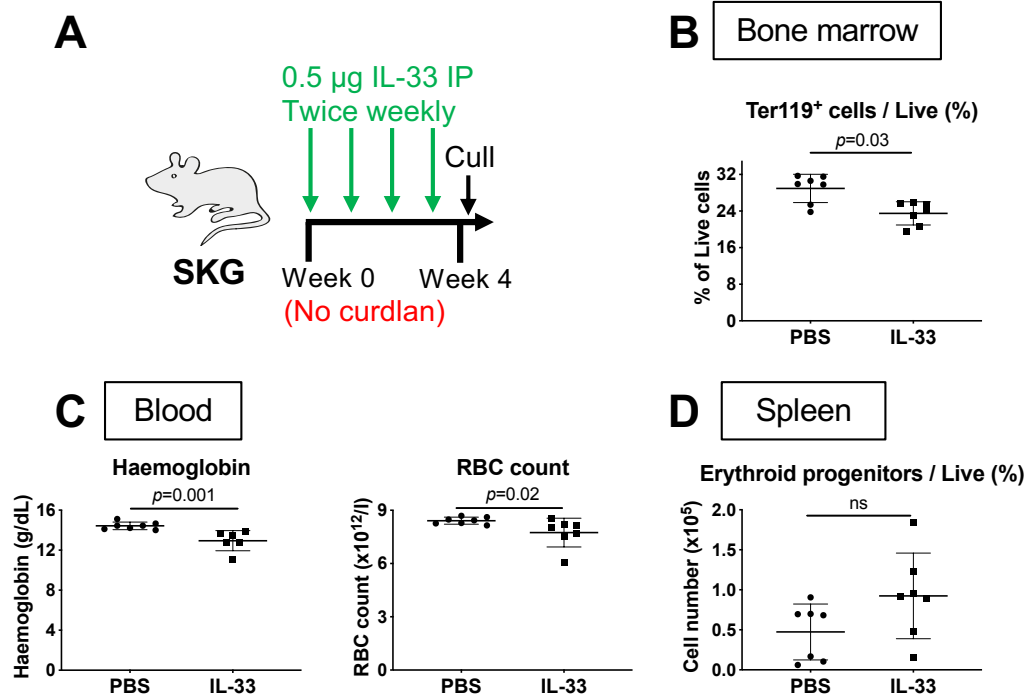 A
0.5 µg IL-33 IP
Twice weekly
Cull
SKG
Week 0
Week 4
(No curdlan)
B
Bone marrow
Ter119⁺ cells / Live (%)
p=0.03
% of Live cells
32
24
16
8
0
PBS
IL-33
C
Blood
Haemoglobin
p=0.001
Haemoglobin (g/dL)
16
12
8
4
0
PBS
IL-33
RBC count
p=0.02
RBC count (x10¹²/l)
9
6
3
0
PBS
IL-33
D
Spleen
Erythroid progenitors / Live (%)
ns
Cell number (x10⁵)
2.0
1.5
1.0
0.5
0.0
PBS
IL-33